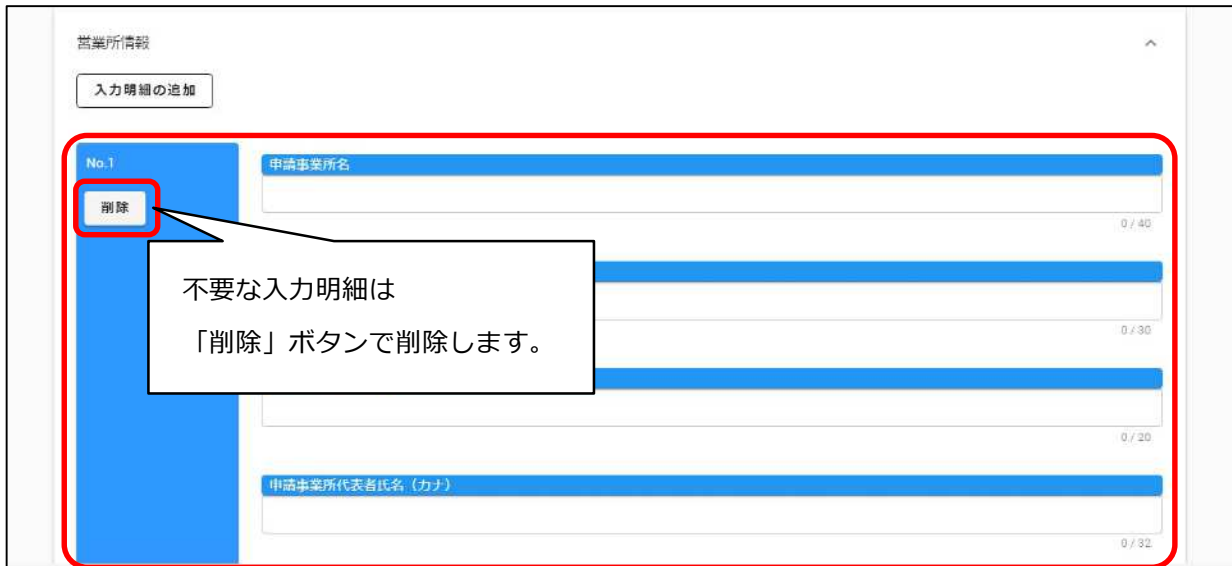 営業所情報
入力明細の追加
No.1
削除
申請事業所名
0 / 40
不要な入力明細は
「削除」ボタンで削除します。
0 / 30
0 / 20
申請事業所代表者氏名（カナ）
0 / 32